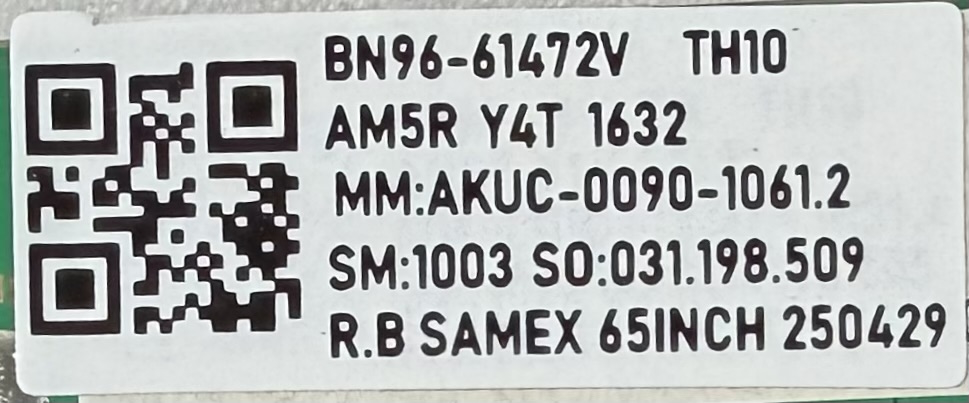 BN96-61472V TH10
AM5R Y4T 1632
MM:AKUC-0090-1061.2
SM:1003 SO:031.198.509
R.B SAMEX 65INCH 250429